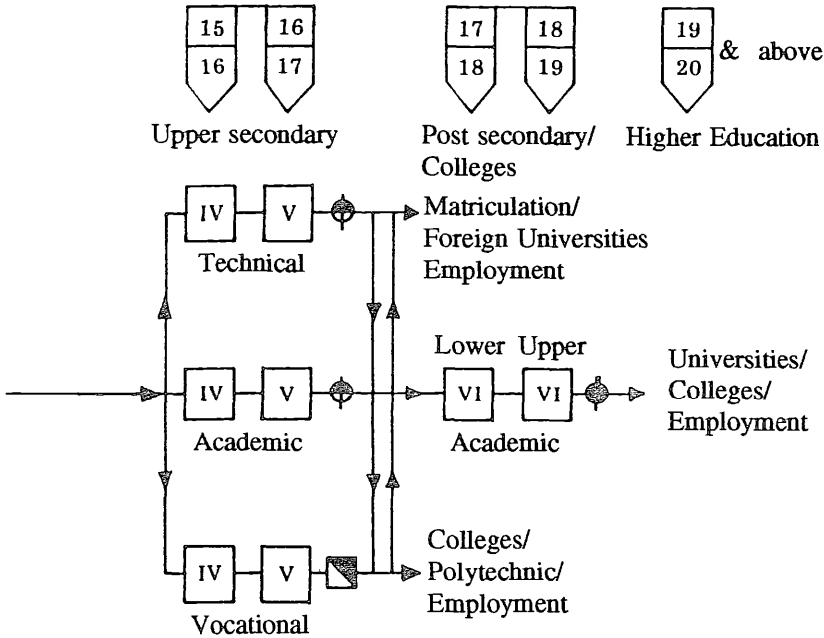 15 16 17 18 19
16 17 18 19 20 & above
Upper secondary
Post secondary/
Colleges
Higher Education
IV V
Technical
Matriculation/
Foreign Universities
Employment
Lower Upper
IV V VI VI
Academic
Academic
Universities/
Colleges/
Employment
IV V
Vocational
Colleges/
Polytechnic/
Employment